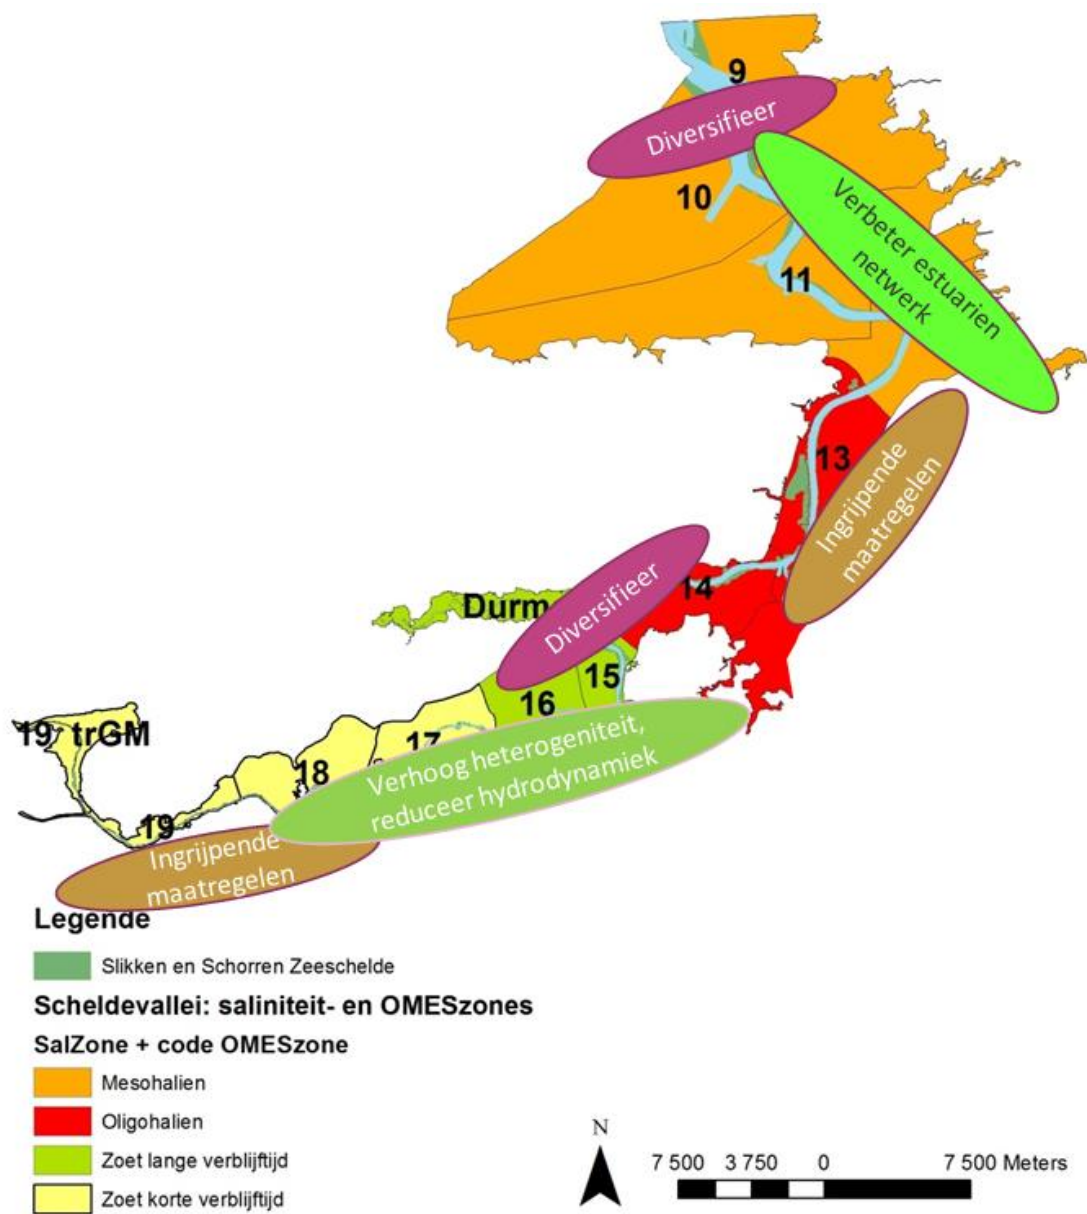 9
Diversifieer
10
Verbeter estuarien
netwerk
11
13
Ingrijpende
maatregelen
14
Diversifieer
Durm
15
16
17
Verhoog heterogeniteit,
reduceer hydrodynamiek
18
19 trGM
19
Ingrijpende
maatregelen
Legende
Slikken en Schorren Zeeschelde
Scheldevallei: saliniteit- en OMESzones
SalZone + code OMESzone
Mesohalien
Oligohalien
Zoet lange verblijftijd
Zoet korte verblijftijd
N
7 500 3 750 0 7 500 Meters